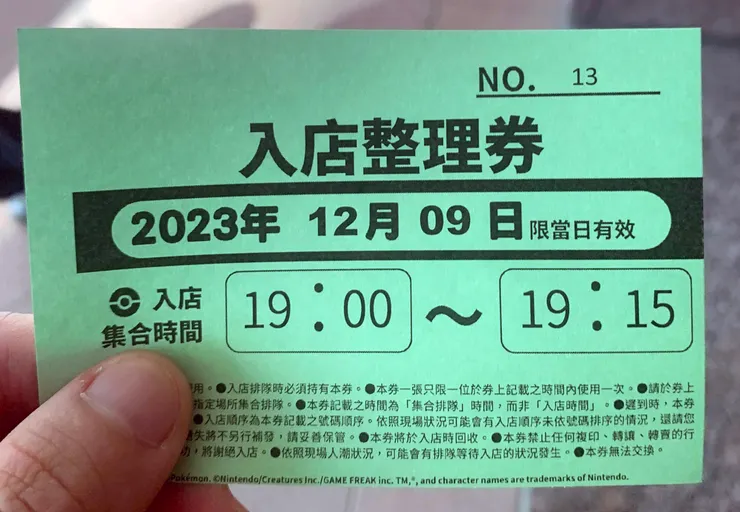 NO. 13
入店整理券
2023年 12月 09 日 限當日有效
入店
集合時間
19:00 ～ 19:15
用。●入店排隊時必須持有本券。●本券一張只限一位於券上記載之時間內使用一次。●請於券上
指定場所集合排隊。●本券記載之時間為「集合排隊」時間，而非「入店時間」。●遲到時，本券
●入店順序為本券記載之號碼順序。依照現場狀況可能會有入店順序未依號碼排序的情況，還請您
遺失將不另行補發，請妥善保管。●本券將於入店時回收。●本券禁止任何複印、轉讓、轉賣的行
，將謝絕入店。●依照現場人潮狀況，可能會有排隊等待入店的狀況發生。●本券無法交換。
Pokémon. ©Nintendo/Creatures Inc./GAME FREAK inc. TM,®, and character names are trademarks of Nintendo.